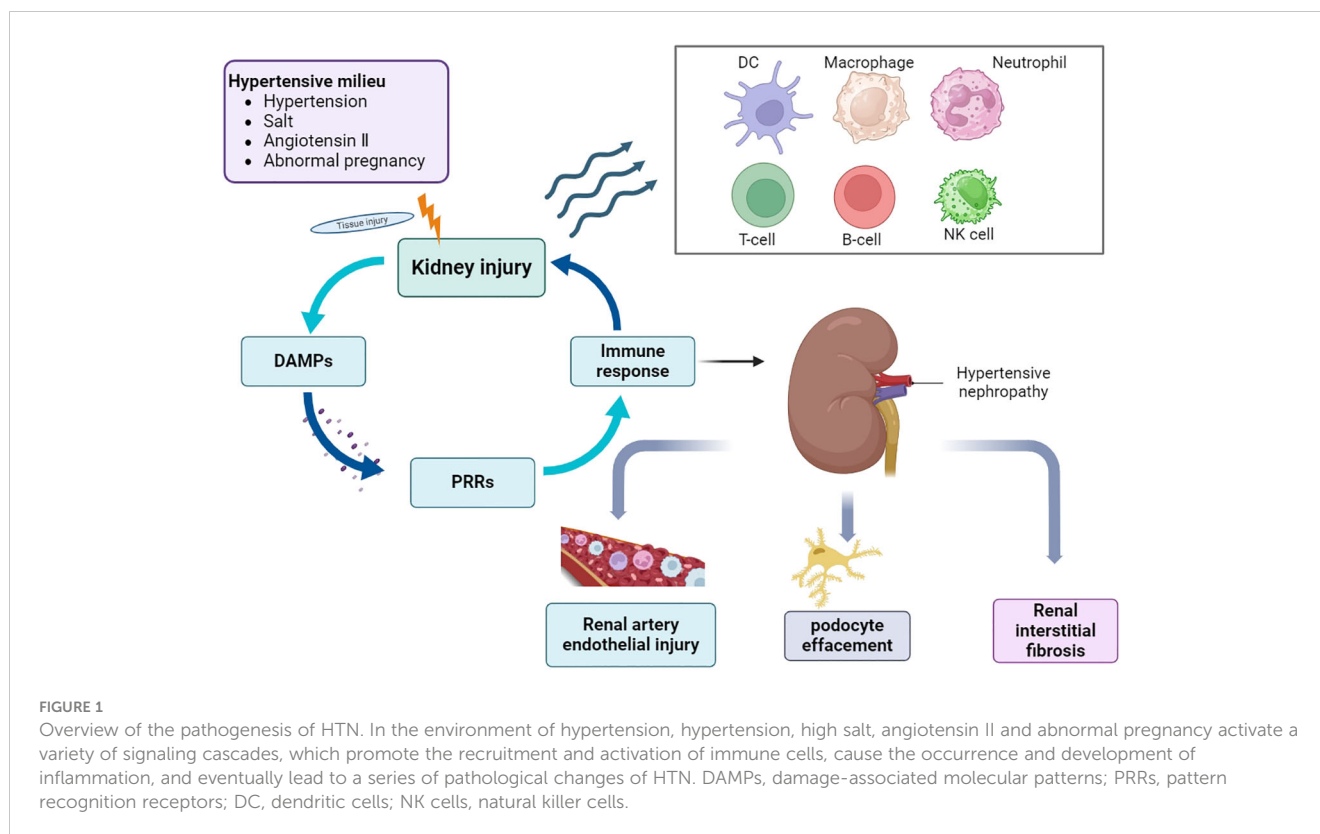 Hypertensive milieu
• Hypertension
• Salt
• Angiotensin Ⅱ
• Abnormal pregnancy
Tissue injury
Kidney injury
DAMPs
PRRs
Immune
response
DC
Macrophage
Neutrophil
T-cell
B-cell
NK cell
Hypertensive
nephropathy
Renal artery
endothelial injury
podocyte
effacement
Renal
interstitial
fibrosis
FIGURE 1
Overview of the pathogenesis of HTN. In the environment of hypertension, hypertension, high salt, angiotensin II and abnormal pregnancy activate a
variety of signaling cascades, which promote the recruitment and activation of immune cells, cause the occurrence and development of
inflammation, and eventually lead to a series of pathological changes of HTN. DAMPs, damage-associated molecular patterns; PRRs, pattern
recognition receptors; DC, dendritic cells; NK cells, natural killer cells.